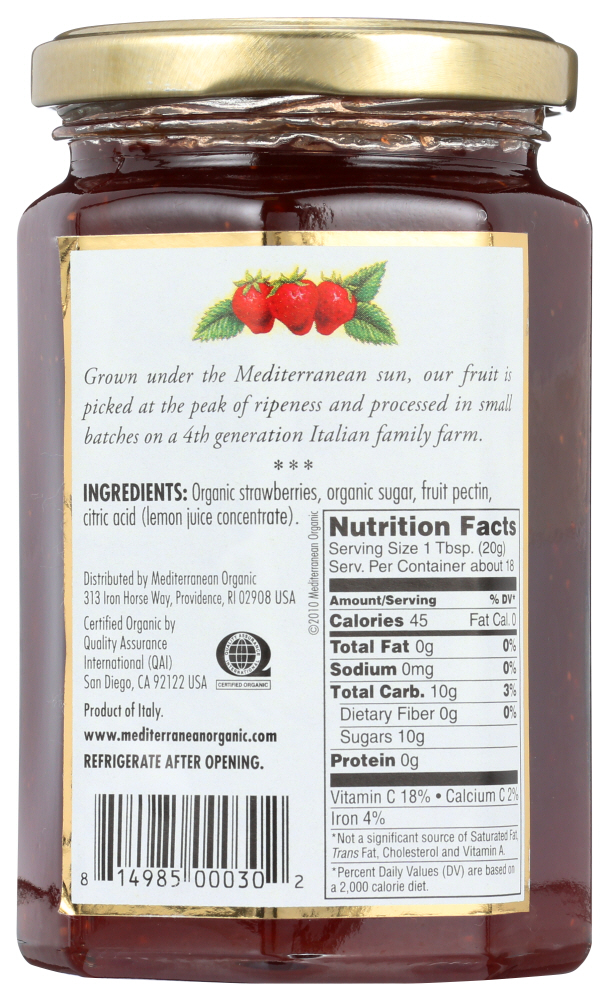 Grown under the Mediterranean sun, our fruit is
picked at the peak of ripeness and processed in small
batches on a 4th generation Italian family farm.
***
INGREDIENTS: Organic strawberries, organic sugar, fruit pectin,
citric acid (lemon juice concentrate).
Distributed by Mediterranean Organic
313 Iron Horse Way, Providence, RI 02908 USA
Certified Organic by
Quality Assurance
International (QAI)
San Diego, CA 92122 USA
CERTIFIED ORGANIC
Product of Italy.
www.mediterraneanorganic.com
REFRIGERATE AFTER OPENING.
8 14985 00030 2
©2010 Mediterranean Organic
Nutrition Facts
Serving Size 1 Tbsp. (20g)
Serv. Per Container about 18
Amount/Serving % DV*
Calories 45 Fat Cal. 0
Total Fat 0g 0%
Sodium 0mg 0%
Total Carb. 10g 3%
Dietary Fiber 0g 0%
Sugars 10g
Protein 0g
Vitamin C 18% • Calcium C 2%
Iron 4%
*Not a significant source of Saturated Fat,
Trans Fat, Cholesterol and Vitamin A.
*Percent Daily Values (DV) are based on
a 2,000 calorie diet.